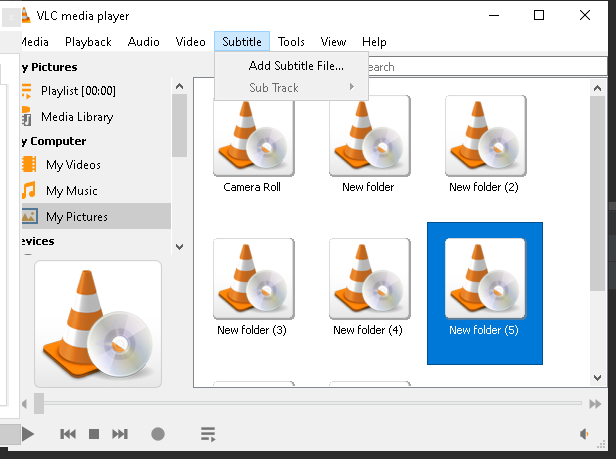 VLC media player
Media Playback Audio Video Subtitle Tools View Help
Add Subtitle File...
Sub Track
earch
y Pictures
Playlist [00:00]
Media Library
y Computer
My Videos
My Music
My Pictures
evices
Camera Roll
New folder
New folder (2)
New folder (3)
New folder (4)
New folder (5)